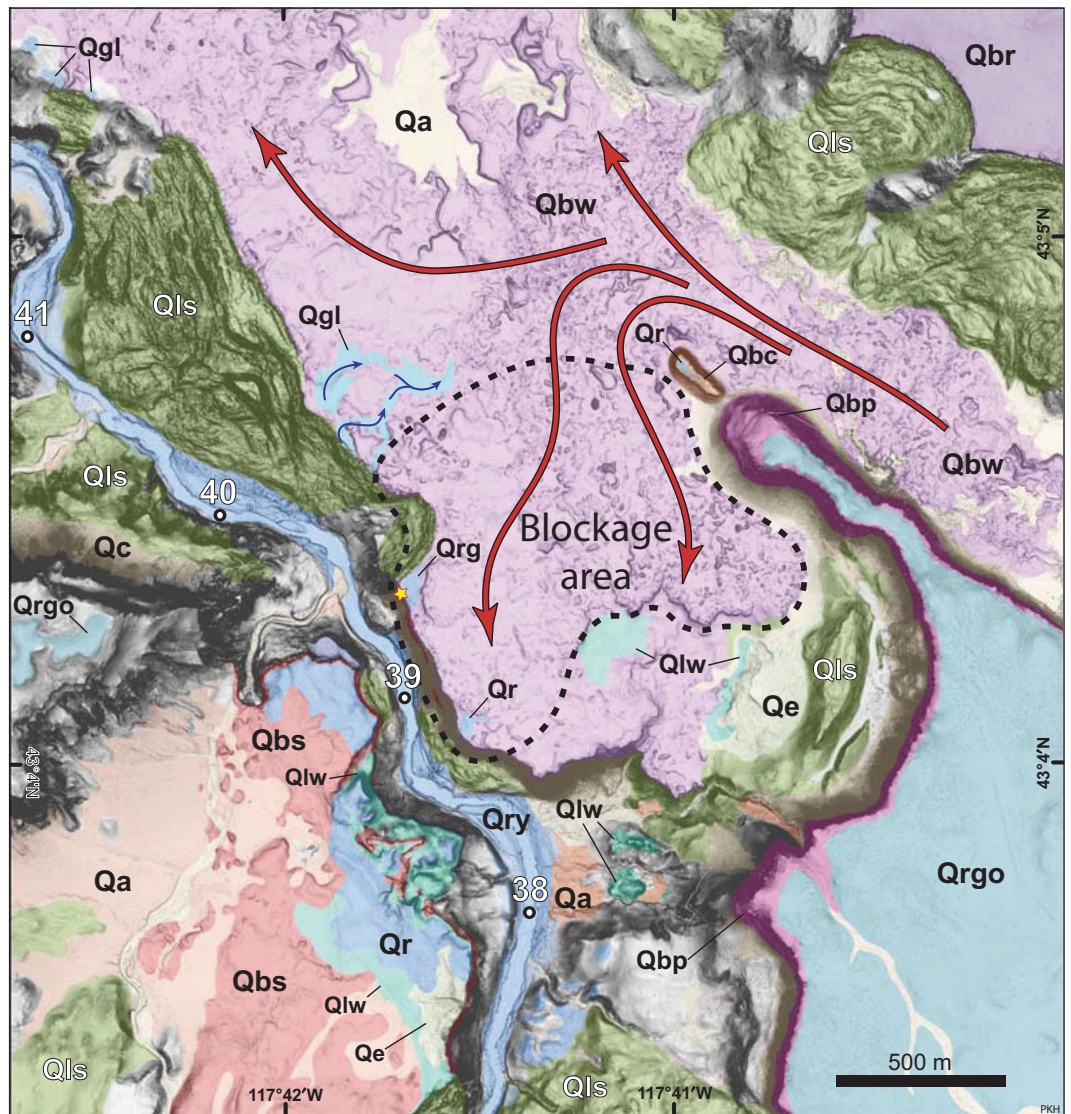 Qgl
Qbr
Qa
Qls
Qbw
43°5′N
Qls
Qgl
41
Qr
Qbc
Qbp
Qbw
Qls
40
Blockage
area
Qc
Qrg
Qrgo
Qlw
Qls
39
Qr
Qe
Qbs
43°4′N
43°4′N
Qlw
Qry
Qlw
Qa
38
Qa
Qrgo
Qr
Qbp
Qbs
Qlw
Qe
500 m
Qls
117°42′W
Qls
117°41′W
PKH